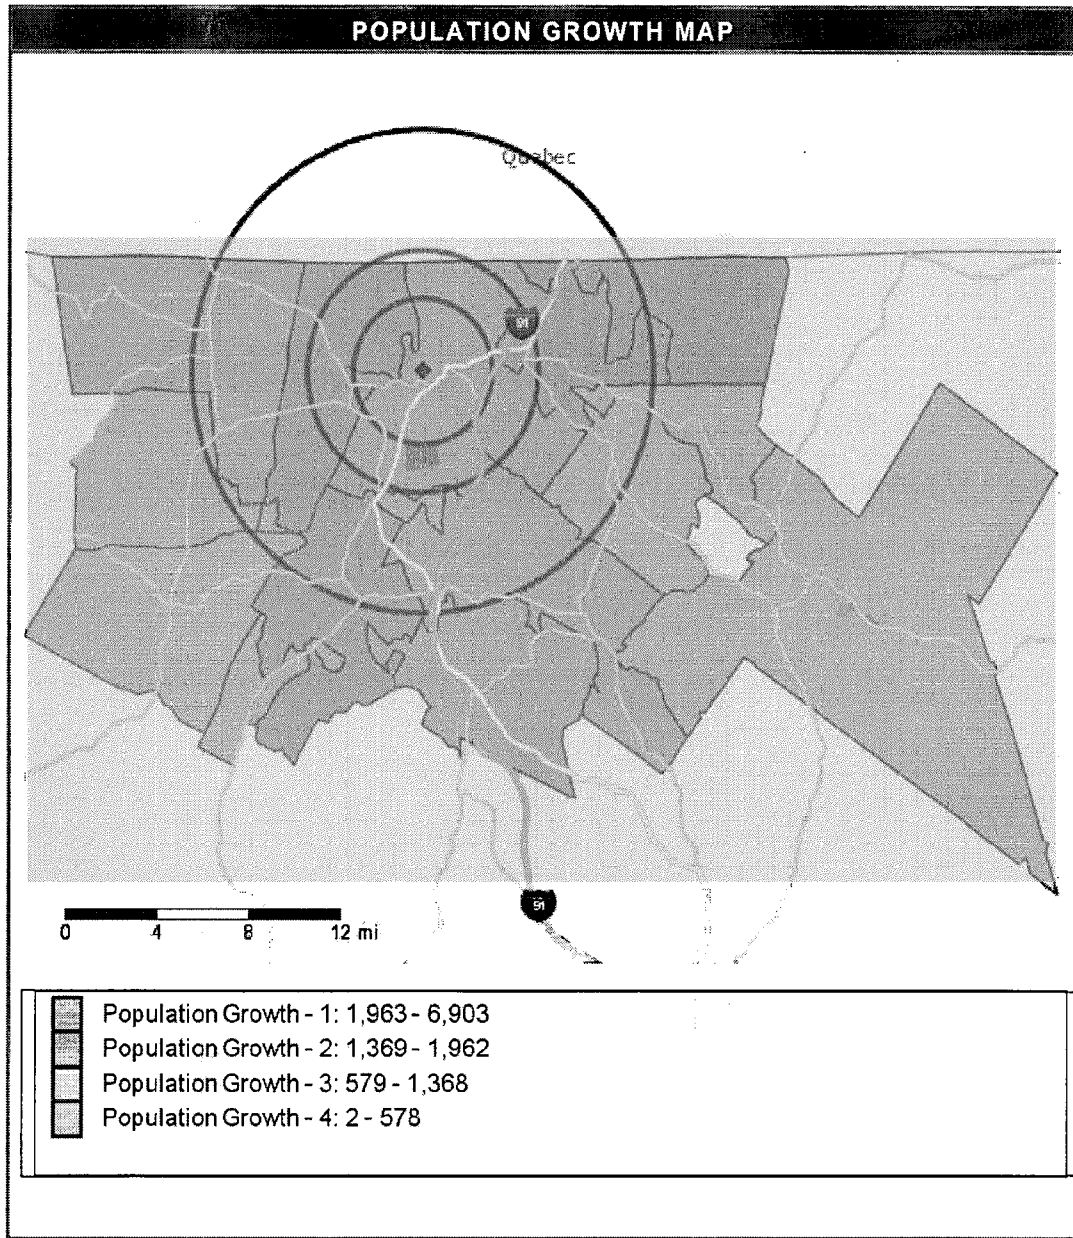 POPULATION GROWTH MAP
Quebec
91
91
0 4 8 12 mi
Population Growth - 1: 1,963 - 6,903
Population Growth - 2: 1,369 - 1,962
Population Growth - 3: 579 - 1,368
Population Growth - 4: 2 - 578